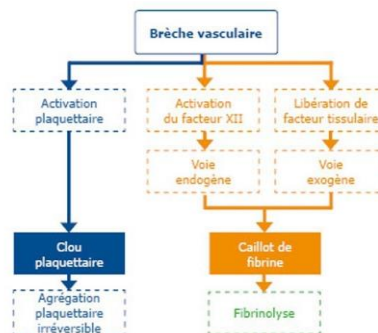 Brèche vasculaire
Activation
plaquettaire
Activation
du facteur XII
Libération de
facteur tissulaire
Voie
endogène
Voie
exogène
Clou
plaquettaire
Caillot de
fibrine
Agrégation
plaquettaire
irréversible
Fibrinolyse